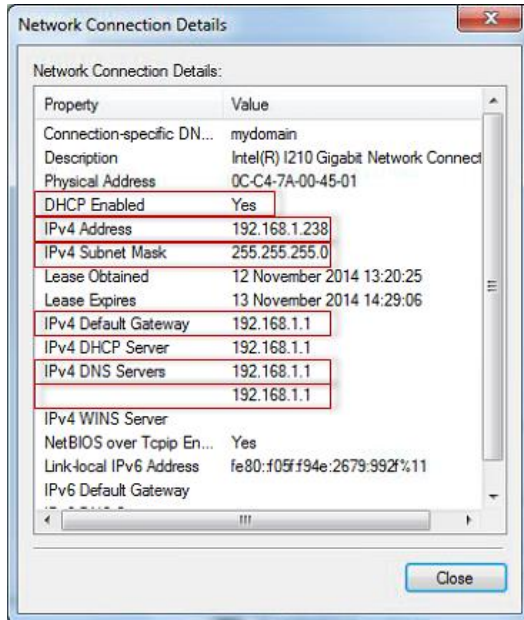 Network Connection Details
Network Connection Details:
Property Value
Connection-specific DN... mydomain
Description Intel(R) I210 Gigabit Network Connect
Physical Address 0C-C4-7A-00-45-01
DHCP Enabled Yes
IPv4 Address 192.168.1.238
IPv4 Subnet Mask 255.255.255.0
Lease Obtained 12 November 2014 13:20:25
Lease Expires 13 November 2014 14:29:06
IPv4 Default Gateway 192.168.1.1
IPv4 DHCP Server 192.168.1.1
IPv4 DNS Servers 192.168.1.1
192.168.1.1
IPv4 WINS Server
NetBIOS over Tcpip En... Yes
Link-local IPv6 Address fe80::f05f:f94e:2679:992f%11
IPv6 Default Gateway
Close